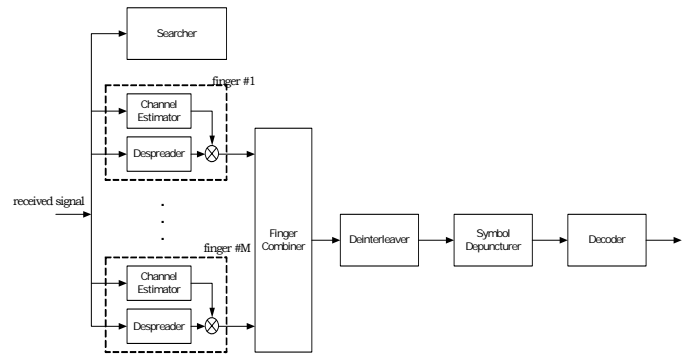 Searcher
finger #1
Channel
Estimator
Despreader
received signal
finger #M
Channel
Estimator
Despreader
Finger
Combiner
Deinterleaver
Symbol
Depuncturer
Decoder